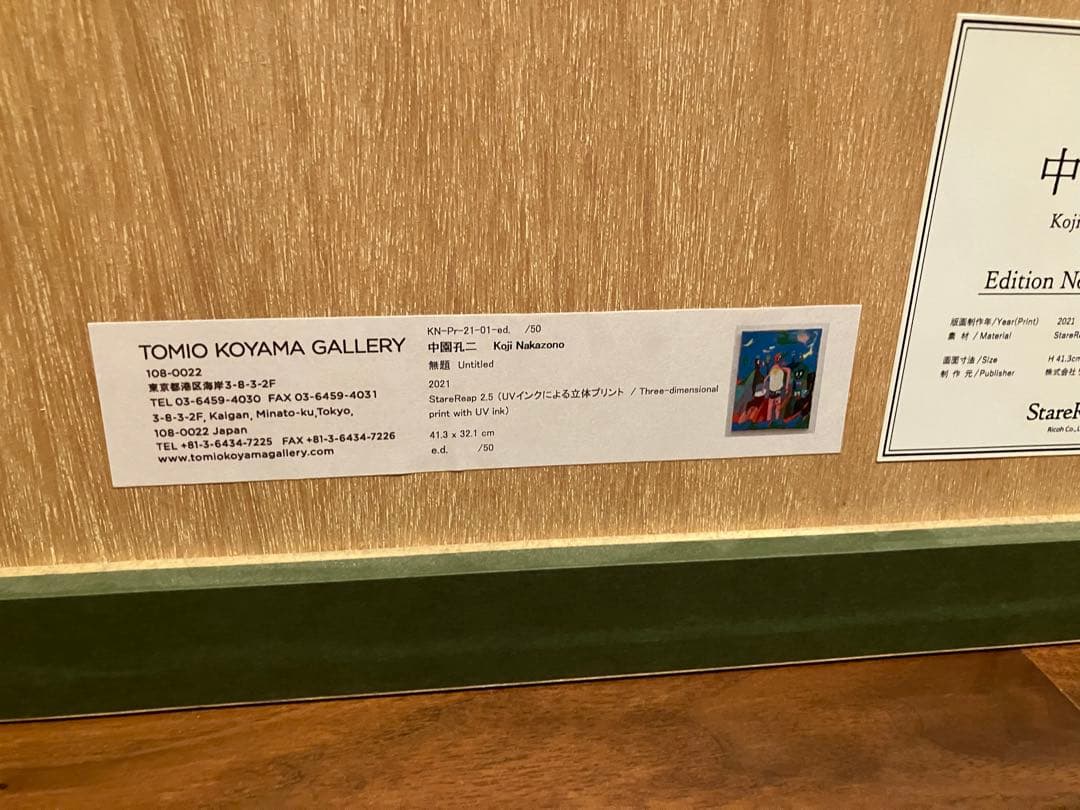 TOMIO KOYAMA GALLERY
108-0022
東京都港区海岸3-8-3-2F
TEL 03-6459-4030 FAX 03-6459-4031
3-8-3-2F, Kaigan, Minato-ku,Tokyo,
108-0022 Japan
TEL +81-3-6434-7225 FAX +81-3-6434-7226
www.tomiokoyamagallery.com
KN-Pr-21-01-ed. /50
中園孔二 Koji Nakazono
無題 Untitled
2021
StareReap 2.5（UVインクによる立体プリント / Three-dimensional
print with UV ink）
41.3 x 32.1 cm
e.d. /50
中
Koji
Edition
版画制作年/Year(Print) 2021
素 材 / Material
画面寸法 /Size H 41.3cm
制 作 元 /Publisher 株式会社
Ricoh Co.,